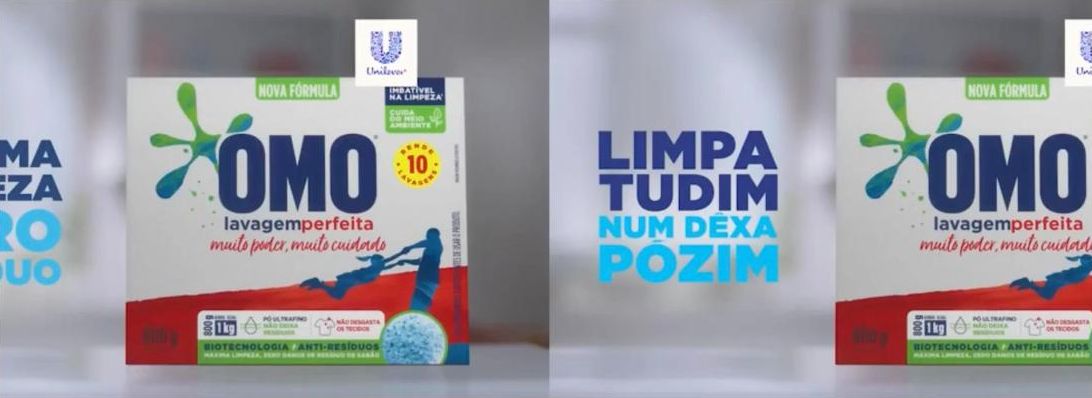 MA
EZA
RO
DUO
Unilever
NOVA FÓRMULA
IMBATÍVEL
NA LIMPEZA
CUIDA
DO MEIO
AMBIENTE
OMO
RENDE
10
LAVAGENS
lavagemperfeita
muito poder, muito cuidado
800 g
1kg
PÓ ULTRAFINO
NÃO DEIXA
RESÍDUOS
NÃO DESGASTA
OS TECIDOS
BIOTECNOLOGIA + ANTI-RESÍDUOS
MÁXIMA LIMPEZA, ZERO DANOS DE RESÍDUO DE SABÃO
LIMPA
TUDIM
NUM DÊXA
PÓZIM
Uni
NOVA FÓRMULA
OMO
lavagemperfeita
muito poder, muito cuidado
800 g
1kg
PÓ ULTRAFINO
NÃO DEIXA
RESÍDUOS
NÃO DESGASTA
OS TECIDOS
BIOTECNOLOGIA + ANTI-RESÍDUOS
MÁXIMA LIMPEZA, ZERO DANOS DE RESÍDUO DE SABÃO